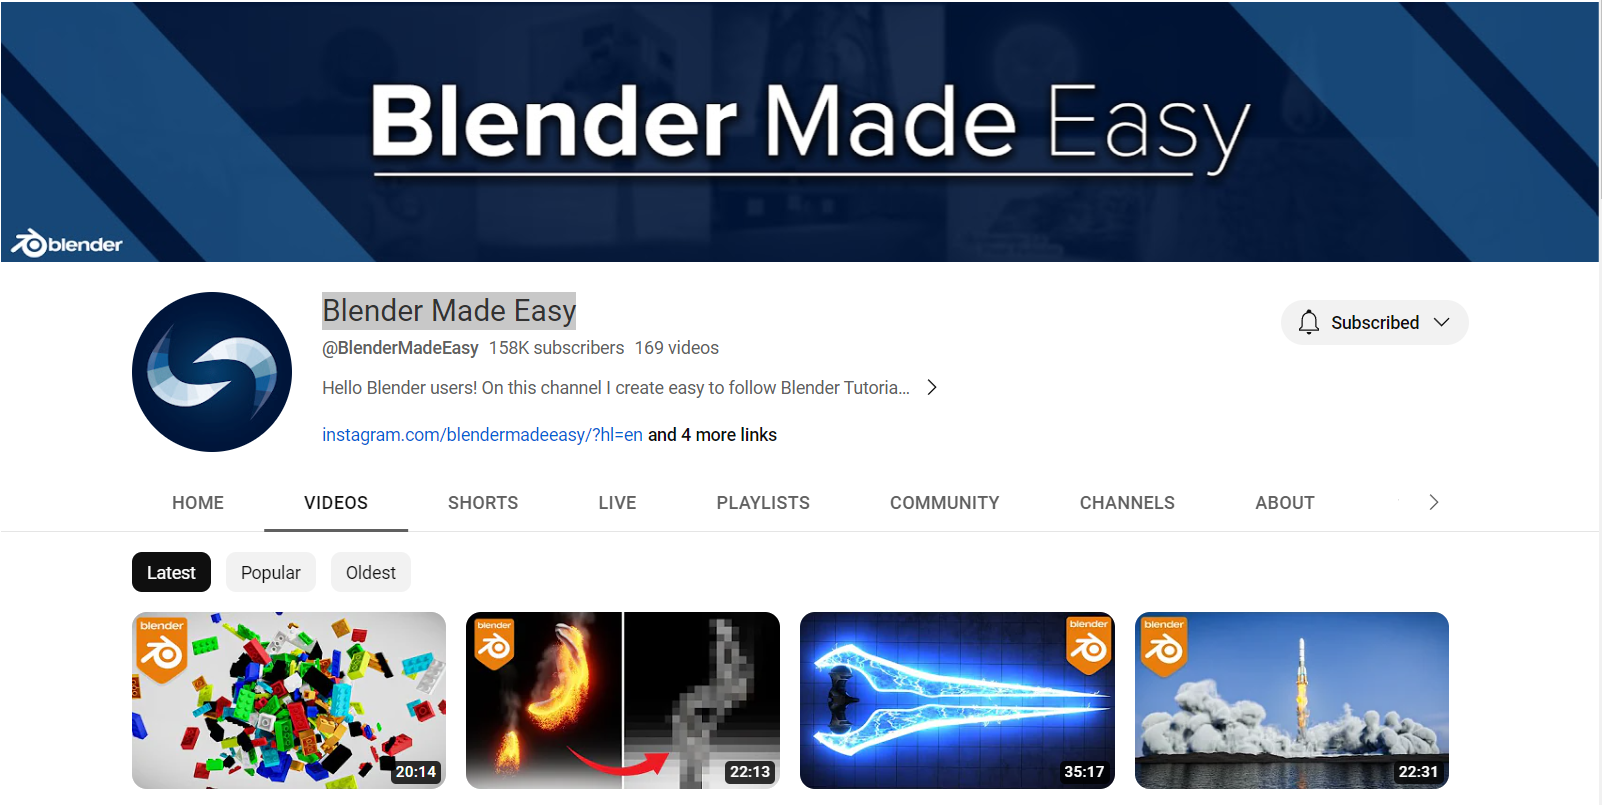 Blender Made Easy
blender
Blender Made Easy
@BlenderMadeEasy 158K subscribers 169 videos
Hello Blender users! On this channel I create easy to follow Blender Tutoria...
instagram.com/blendermadeeasy/?hl=en and 4 more links
Subscribed
HOME VIDEOS SHORTS LIVE PLAYLISTS COMMUNITY CHANNELS ABOUT
Latest Popular Oldest
blender
20:14
blender
22:13
blender
35:17
blender
22:31